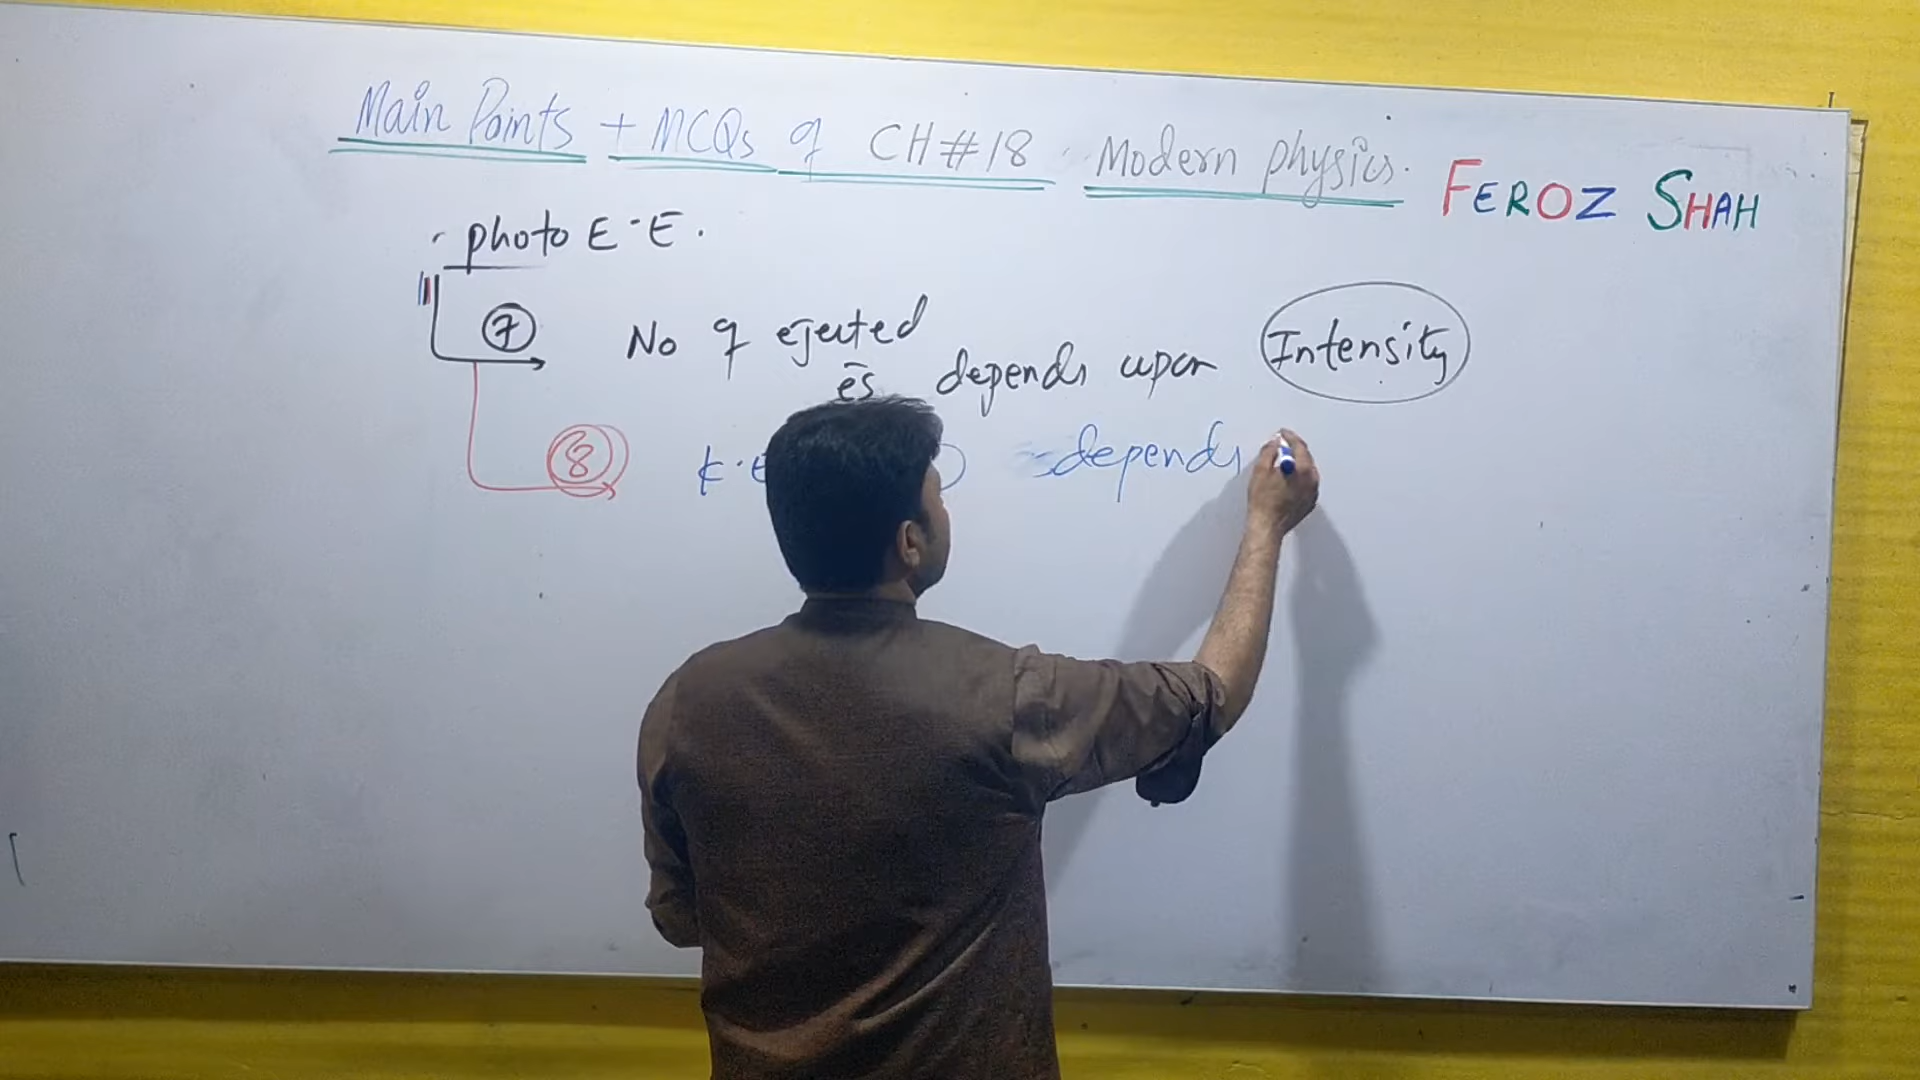 Main Points + MCQs of CH#18 Modern physics.
FEROZ SHAH
photo E-E.
7 No of ejected ēs depends upon Intensity
8 K.E depends